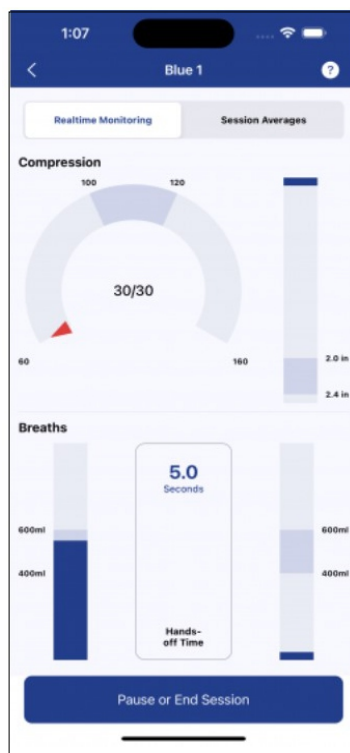 1:07
Blue 1
?
Realtime Monitoring
Session Averages
Compression
100
120
30/30
60
160
2.0 in
2.4 in
Breaths
5.0
Seconds
600ml
600ml
400ml
400ml
Hands-
off Time
Pause or End Session